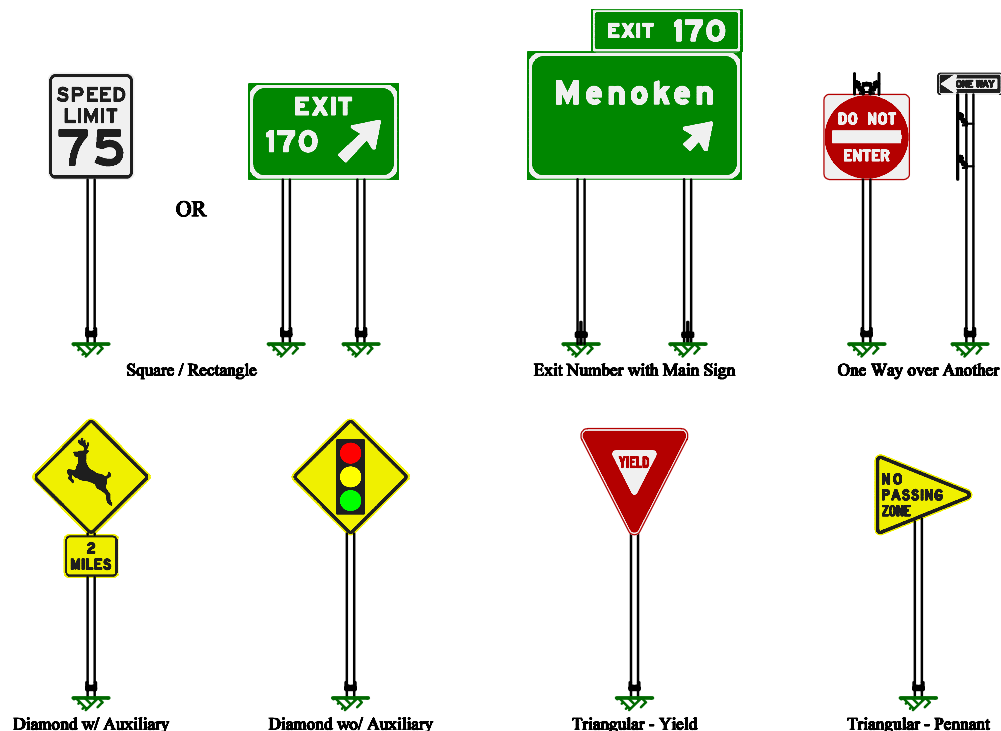 SPEED
LIMIT
75
OR
EXIT
170
Square / Rectangle
EXIT 170
Menoken
Exit Number with Main Sign
DO NOT
ENTER
ONE WAY
One Way over Another
2
MILES
Diamond w/ Auxiliary
Diamond wo/ Auxiliary
YIELD
Triangular - Yield
NO
PASSING
ZONE
Triangular - Pennant